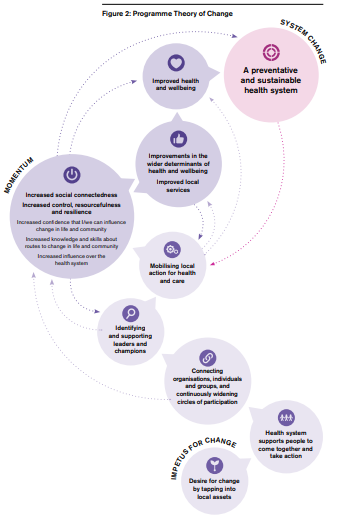 Figure 2: Programme Theory of Change
SYSTEM CHANGE
A preventative
and sustainable
health system
Improved health
and wellbeing
Improvements in the
wider determinants of
health and wellbeing
Improved local
services
MOMENTUM
Increased social connectedness
Increased control, resourcefulness
and resilience
Increased confidence that I/we can influence
change in life and community
Increased knowledge and skills about
routes to change in life and community
Increased influence over the
health system
Mobilising local
action for health
and care
Identifying
and supporting
leaders and
champions
Connecting
organisations, individuals
and groups, and
continuously widening
circles of participation
Health system
supports people to
come together and
take action
IMPETUS FOR CHANGE
Desire for change
by tapping into
local assets